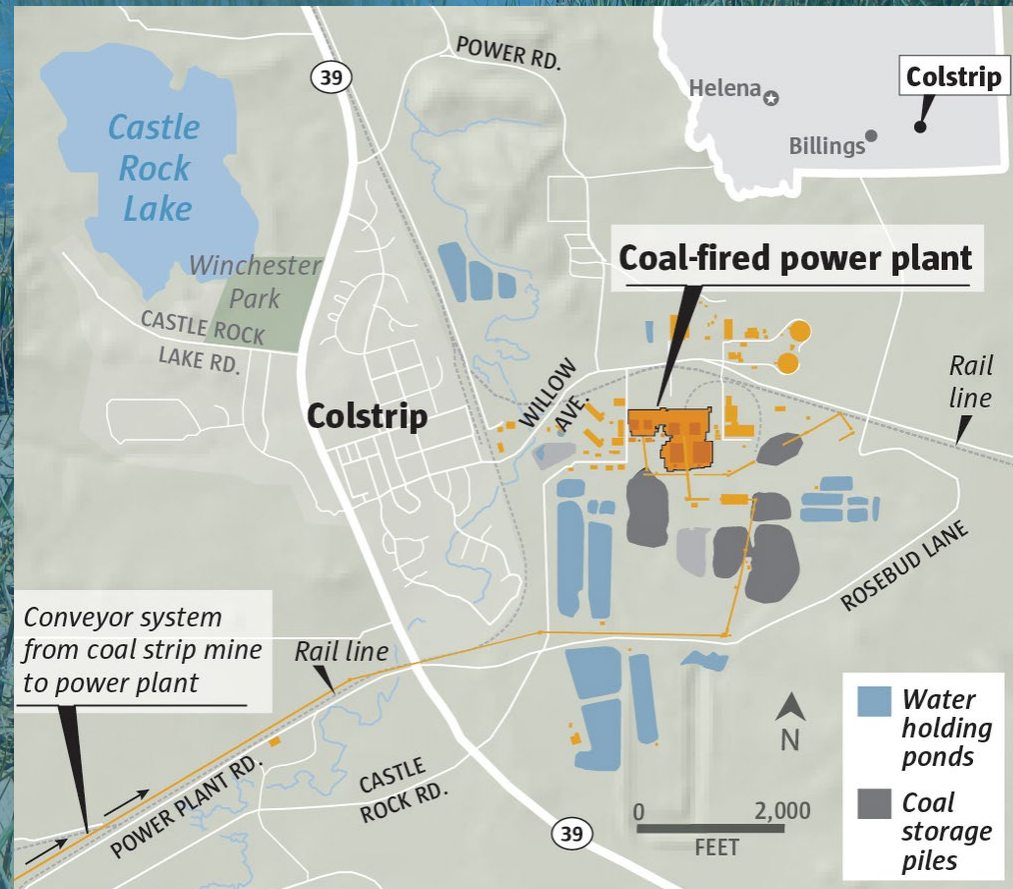 39
POWER RD.
Helena
Colstrip
Billings
Castle
Rock
Lake
Winchester
Park
CASTLE ROCK
LAKE RD.
Coal-fired power plant
WILLOW
AVE.
Rail
line
Colstrip
ROSEBUD LANE
Conveyor system
from coal strip mine
to power plant
Rail line
POWER PLANT RD.
CASTLE
ROCK RD.
39
N
0 2,000
FEET
Water
holding
ponds
Coal
storage
piles